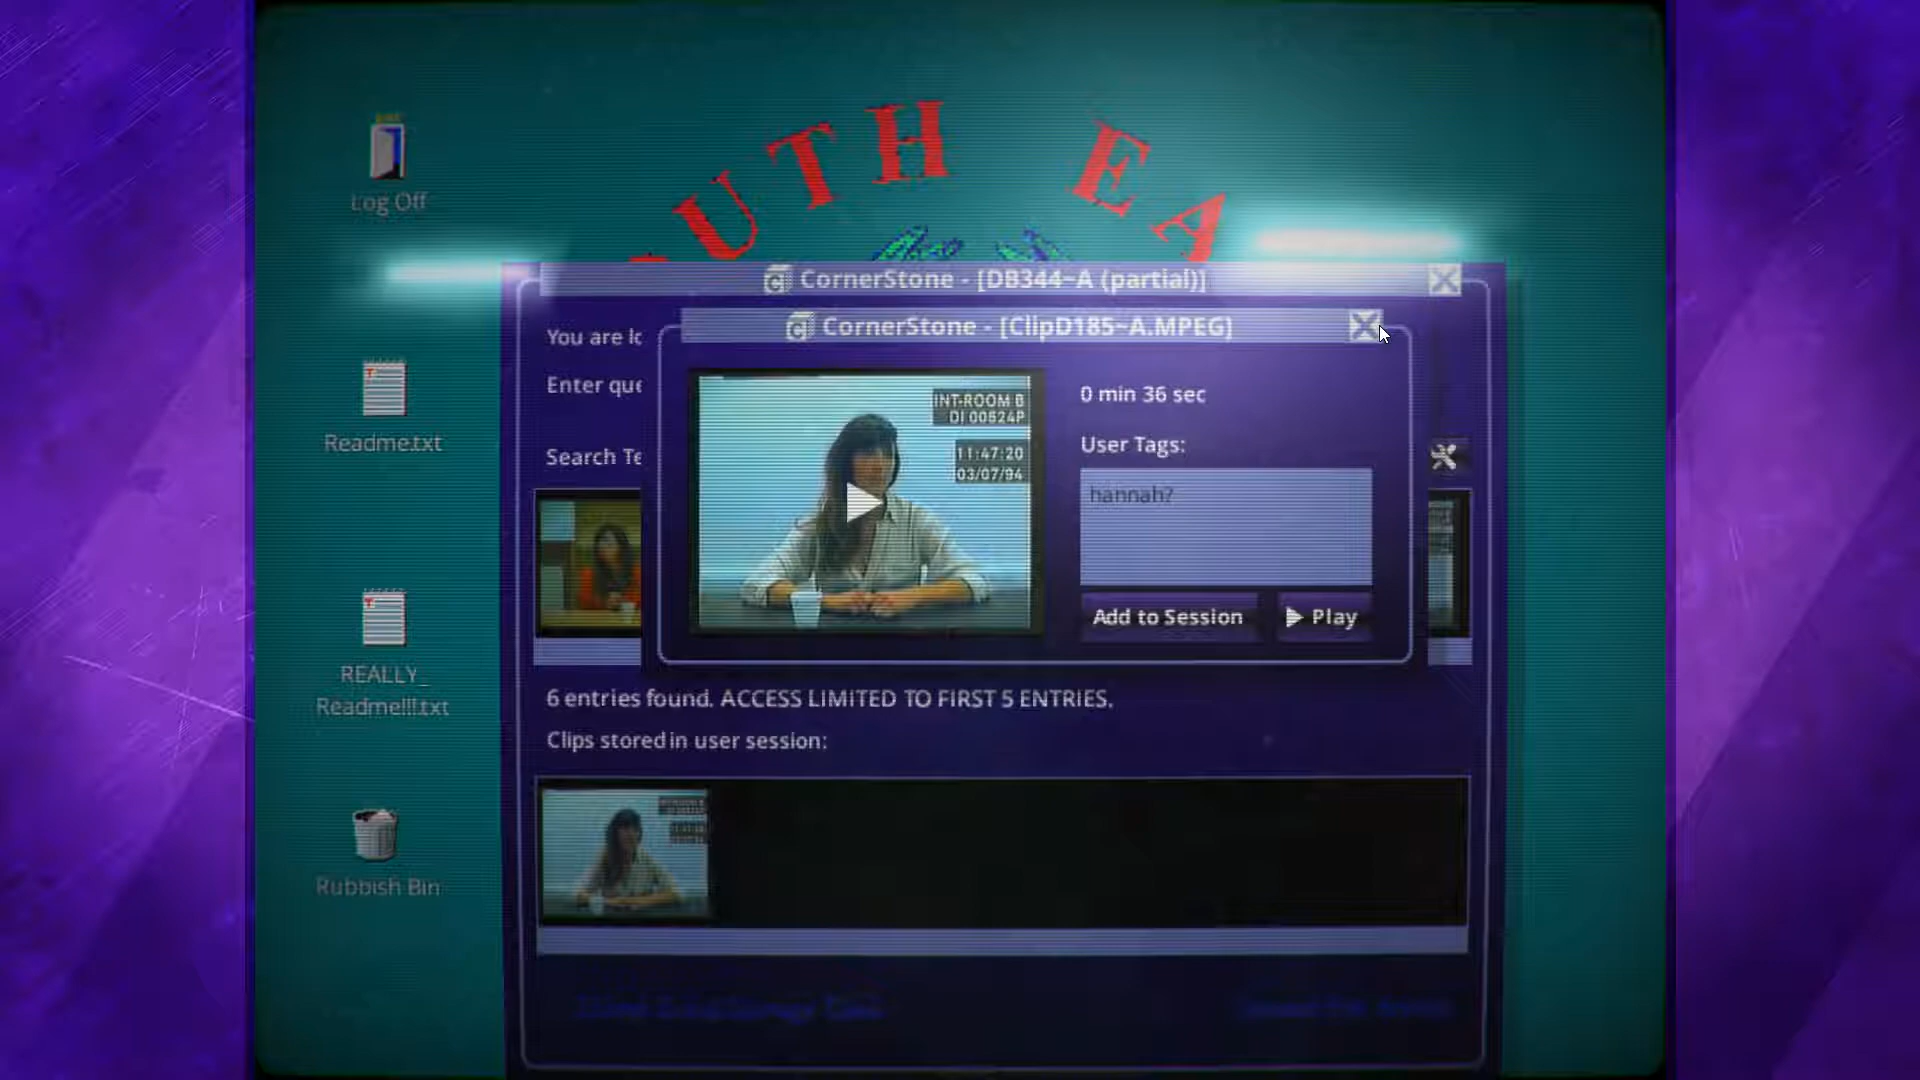 UTH EA
Log Off
CornerStone - [DB344~A (partial)]
CornerStone - [ClipD185~A.MPEG]
You are lo
Enter que
Search Te
INT-ROOM B
DI 00524P
11:47:20
03/07/94
0 min 36 sec
User Tags:
hannah?
Add to Session
Play
Readme.txt
REALLY_
Readme!!!.txt
Rubbish Bin
6 entries found. ACCESS LIMITED TO FIRST 5 ENTRIES.
Clips stored in user session: